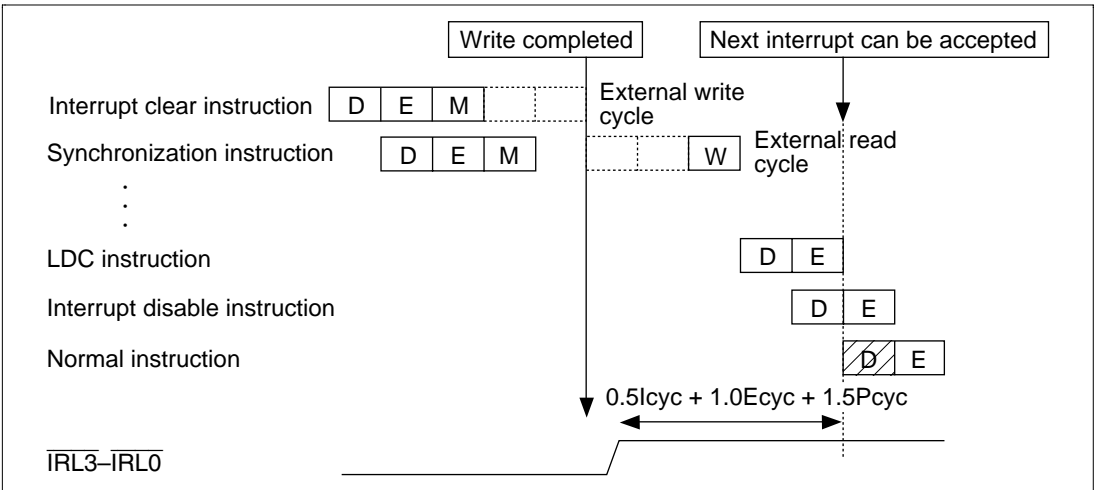 Write completed
Next interrupt can be accepted
Interrupt clear instruction D E M External write
cycle
Synchronization instruction D E M W External read
cycle
LDC instruction D E
Interrupt disable instruction D E
Normal instruction D E
0.5Icyc + 1.0Ecyc + 1.5Pcyc
IRL3–IRL0